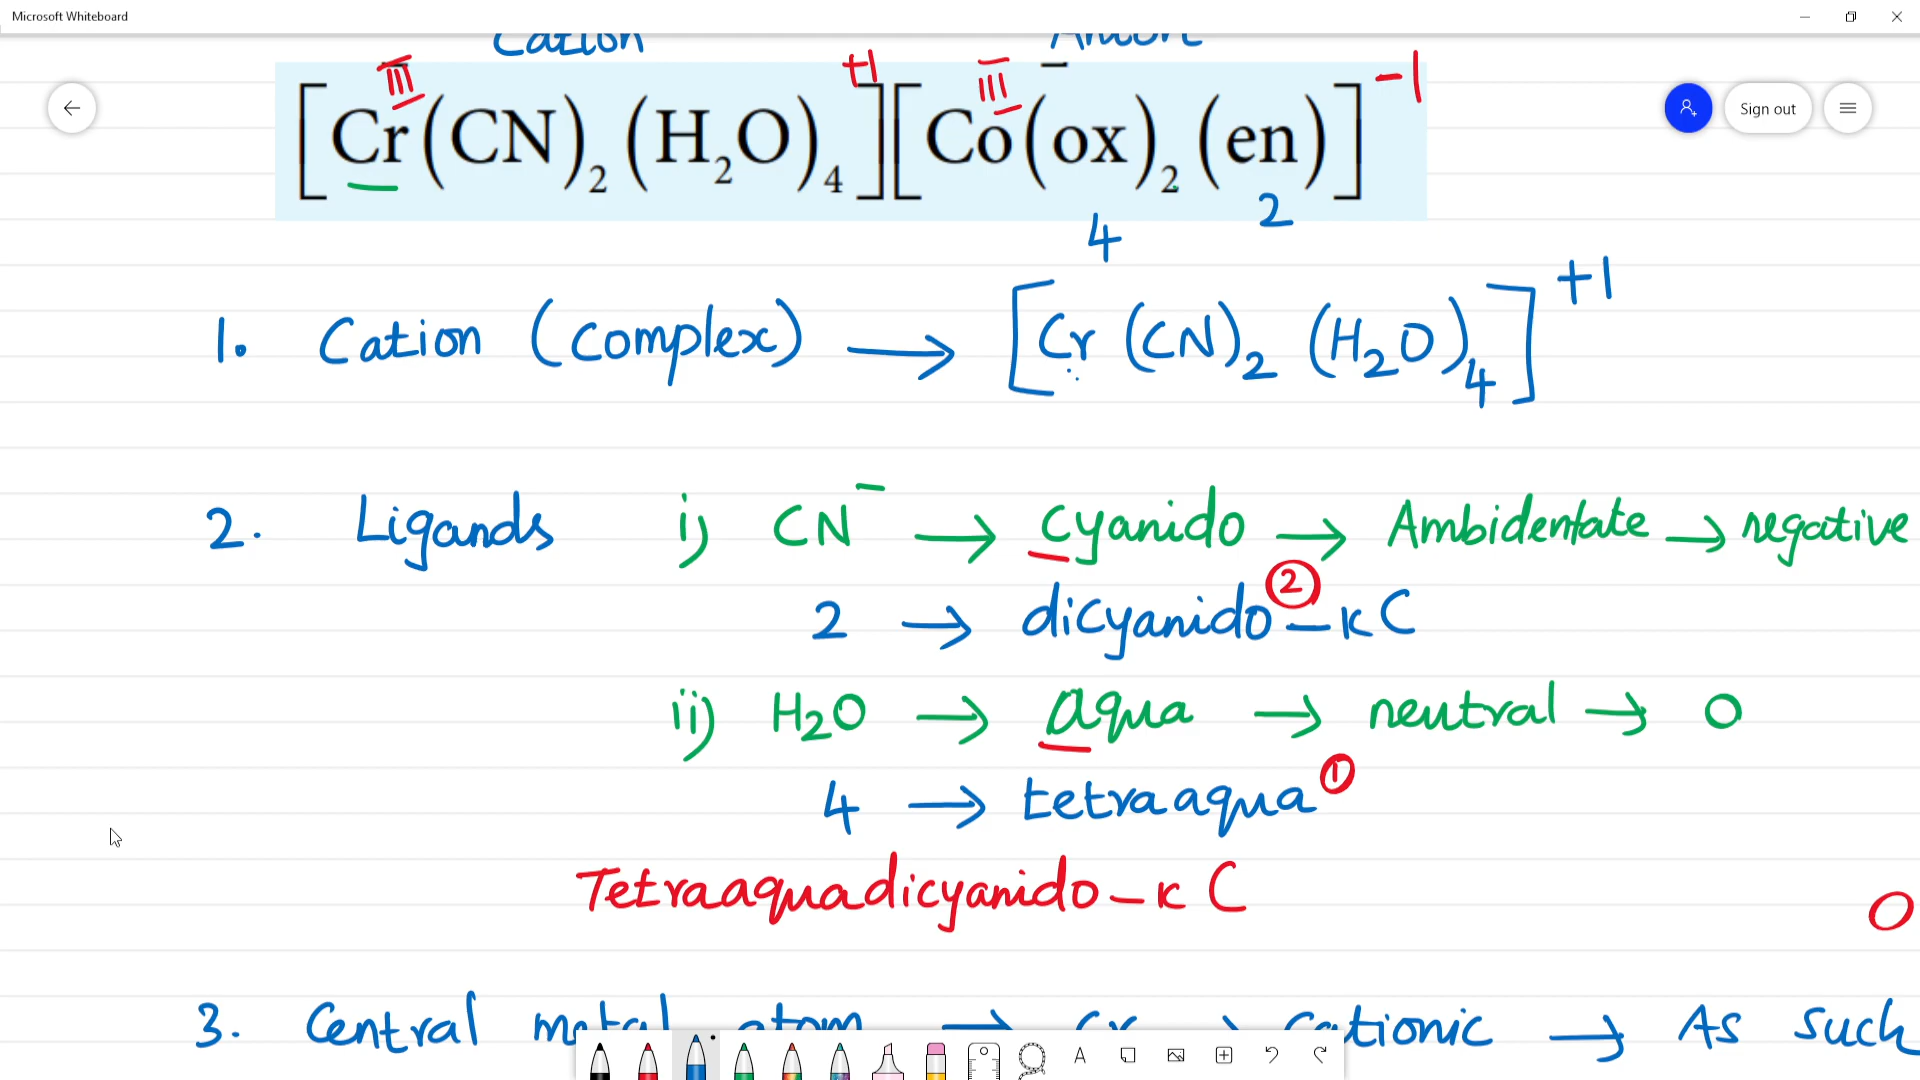 Microsoft Whiteboard
Cation Anion
III +1 III -1
[Cr(CN)₂(H₂O)₄][Co(ox)₂(en)]
4 2
Sign out
1. Cation (complex) → [Cr (CN)₂ (H₂O)₄]⁺¹
2. Ligands i) CN⁻ → Cyanido → Ambidentate → negative
2 → dicyanido – κC ②
ii) H₂O → aqua → neutral → 0
4 → tetraaqua ①
Tetraaquadicyanido – κ C
O
3. Central metal atom → Cr → cationic → As such
A